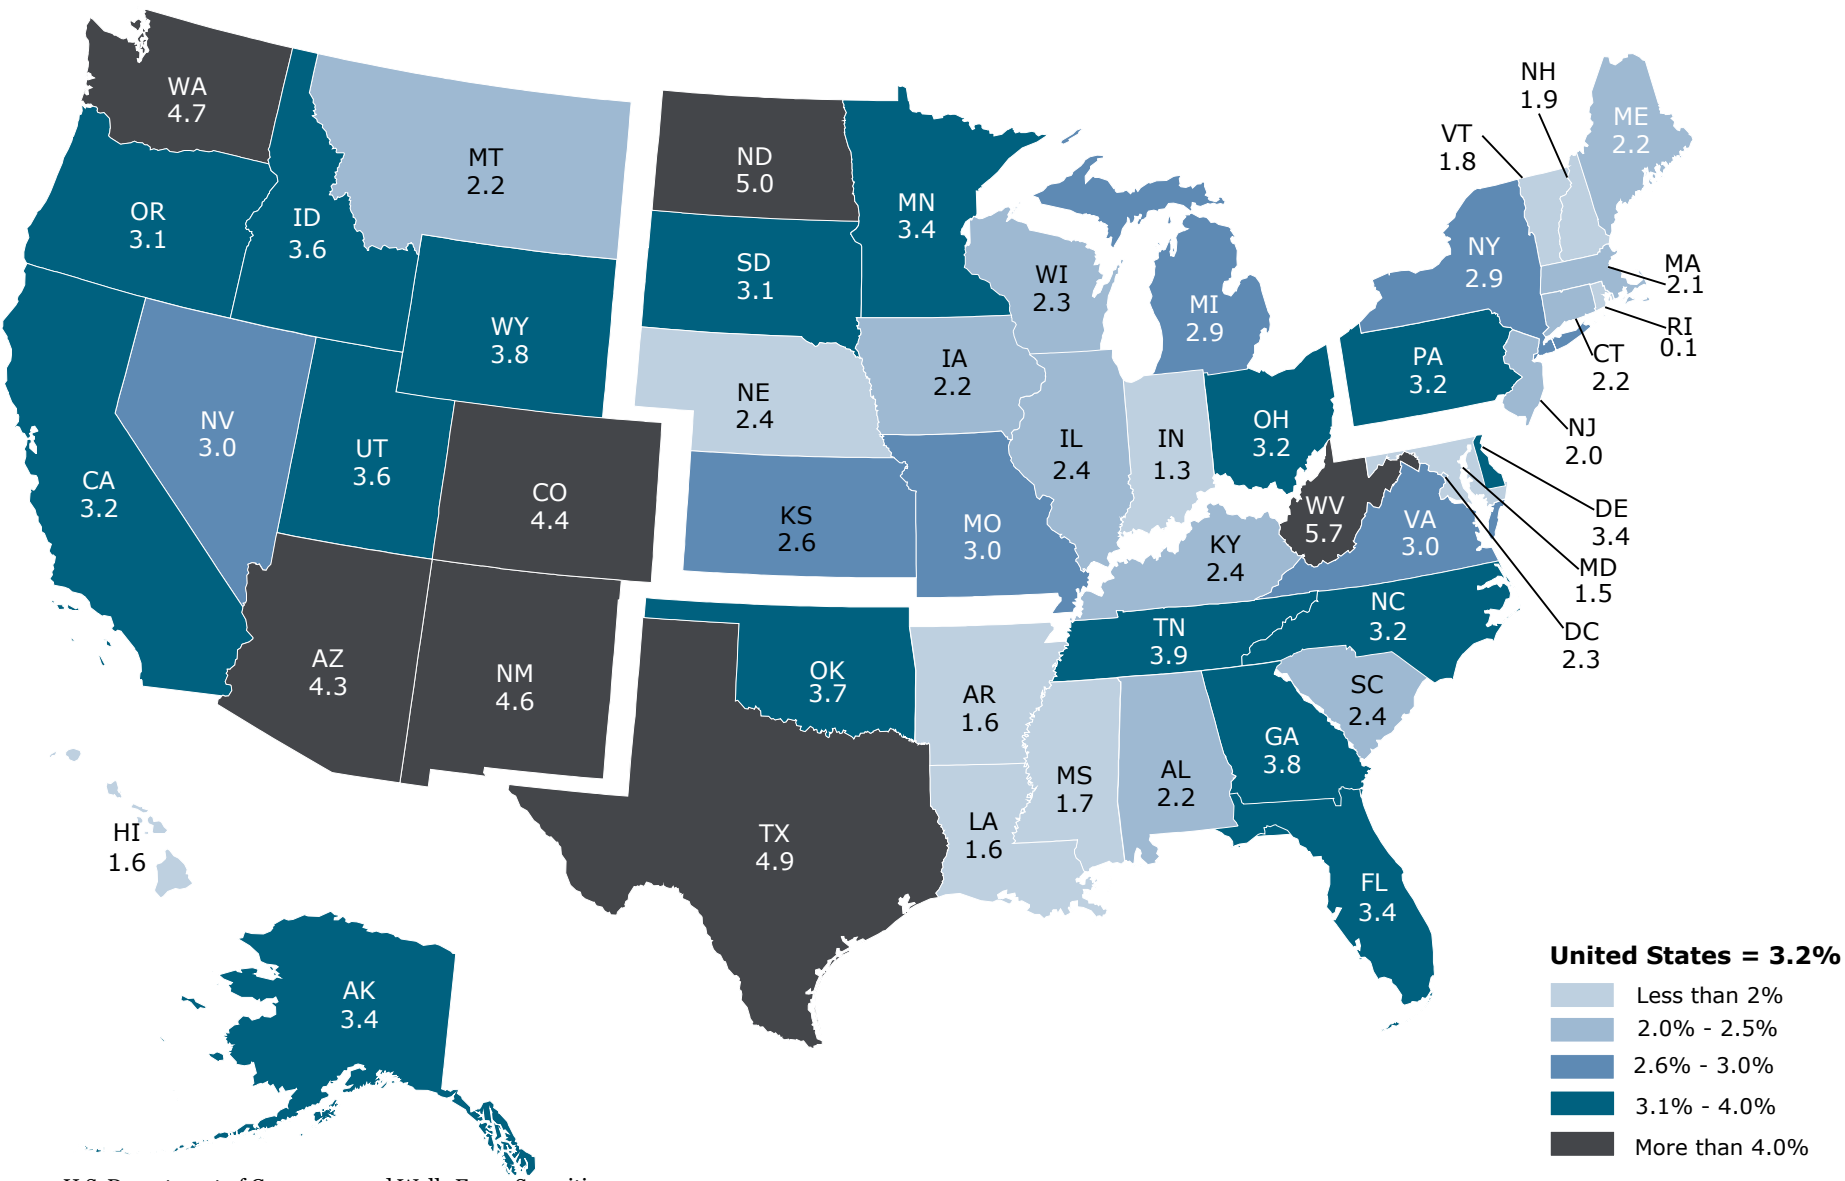 WA
4.7
OR
3.1
CA
3.2
ID
3.6
NV
3.0
MT
2.2
WY
3.8
UT
3.6
CO
4.4
AZ
4.3
NM
4.6
HI
1.6
AK
3.4
ND
5.0
SD
3.1
NE
2.4
KS
2.6
OK
3.7
TX
4.9
MN
3.4
IA
2.2
MO
3.0
AR
1.6
LA
1.6
WI
2.3
IL
2.4
MI
2.9
IN
1.3
OH
3.2
KY
2.4
TN
3.9
MS
1.7
AL
2.2
GA
3.8
FL
3.4
SC
2.4
NC
3.2
VA
3.0
WV
5.7
PA
3.2
NY
2.9
VT
1.8
NH
1.9
ME
2.2
MA
2.1
RI
0.1
CT
2.2
NJ
2.0
DE
3.4
MD
1.5
DC
2.3
United States = 3.2%
Less than 2%
2.0% - 2.5%
2.6% - 3.0%
3.1% - 4.0%
More than 4.0%